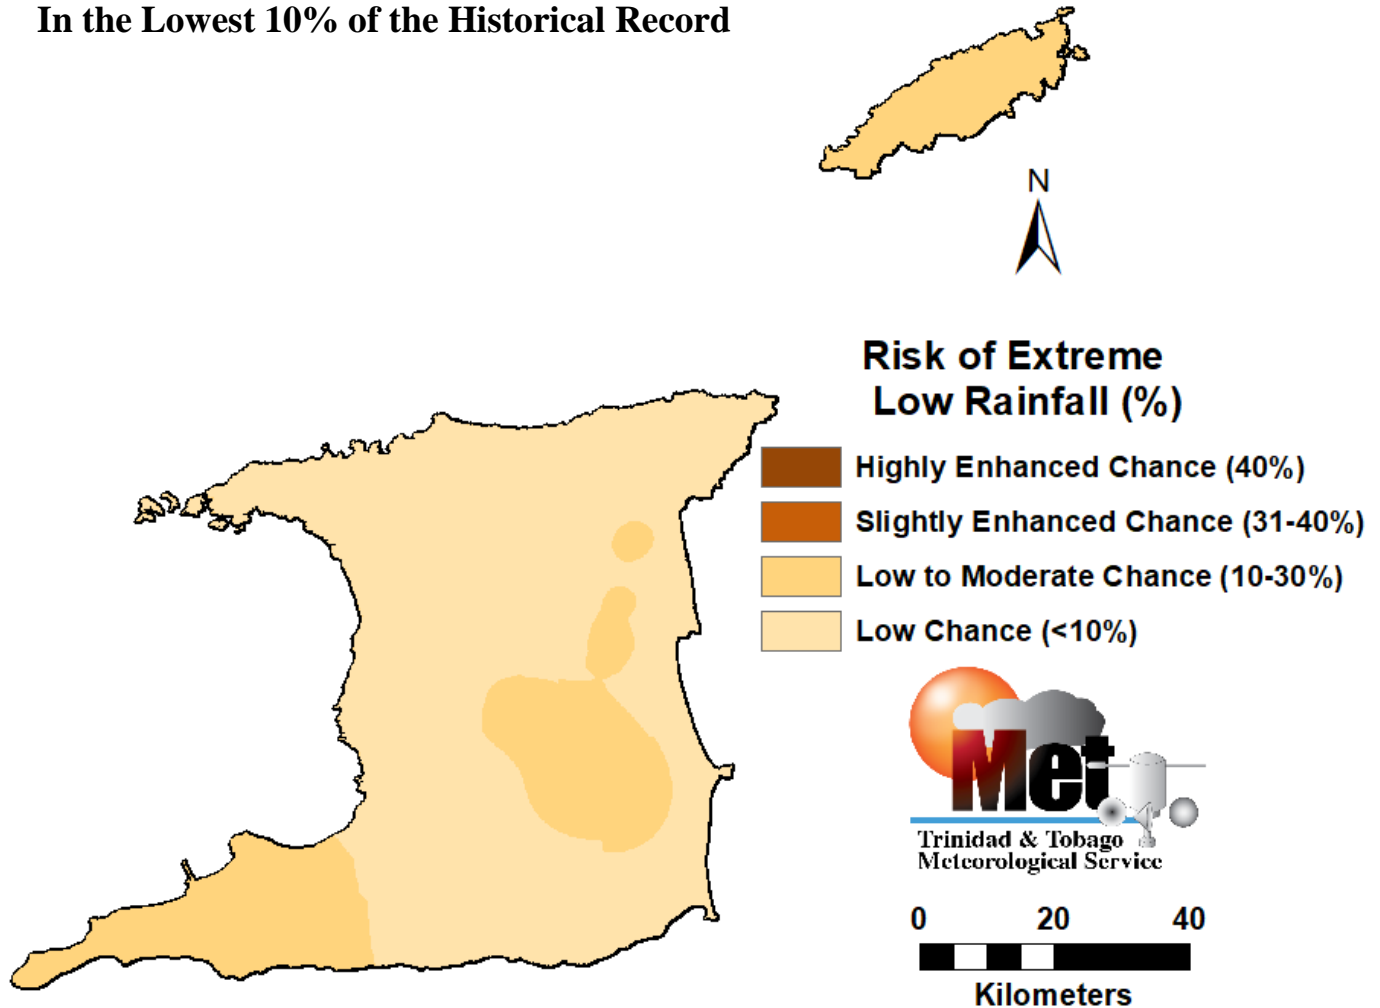 In the Lowest 10% of the Historical Record
N
Risk of Extreme
Low Rainfall (%)
Highly Enhanced Chance (40%)
Slightly Enhanced Chance (31-40%)
Low to Moderate Chance (10-30%)
Low Chance (<10%)
Met
Trinidad & Tobago
Meteorological Service
0 20 40
Kilometers